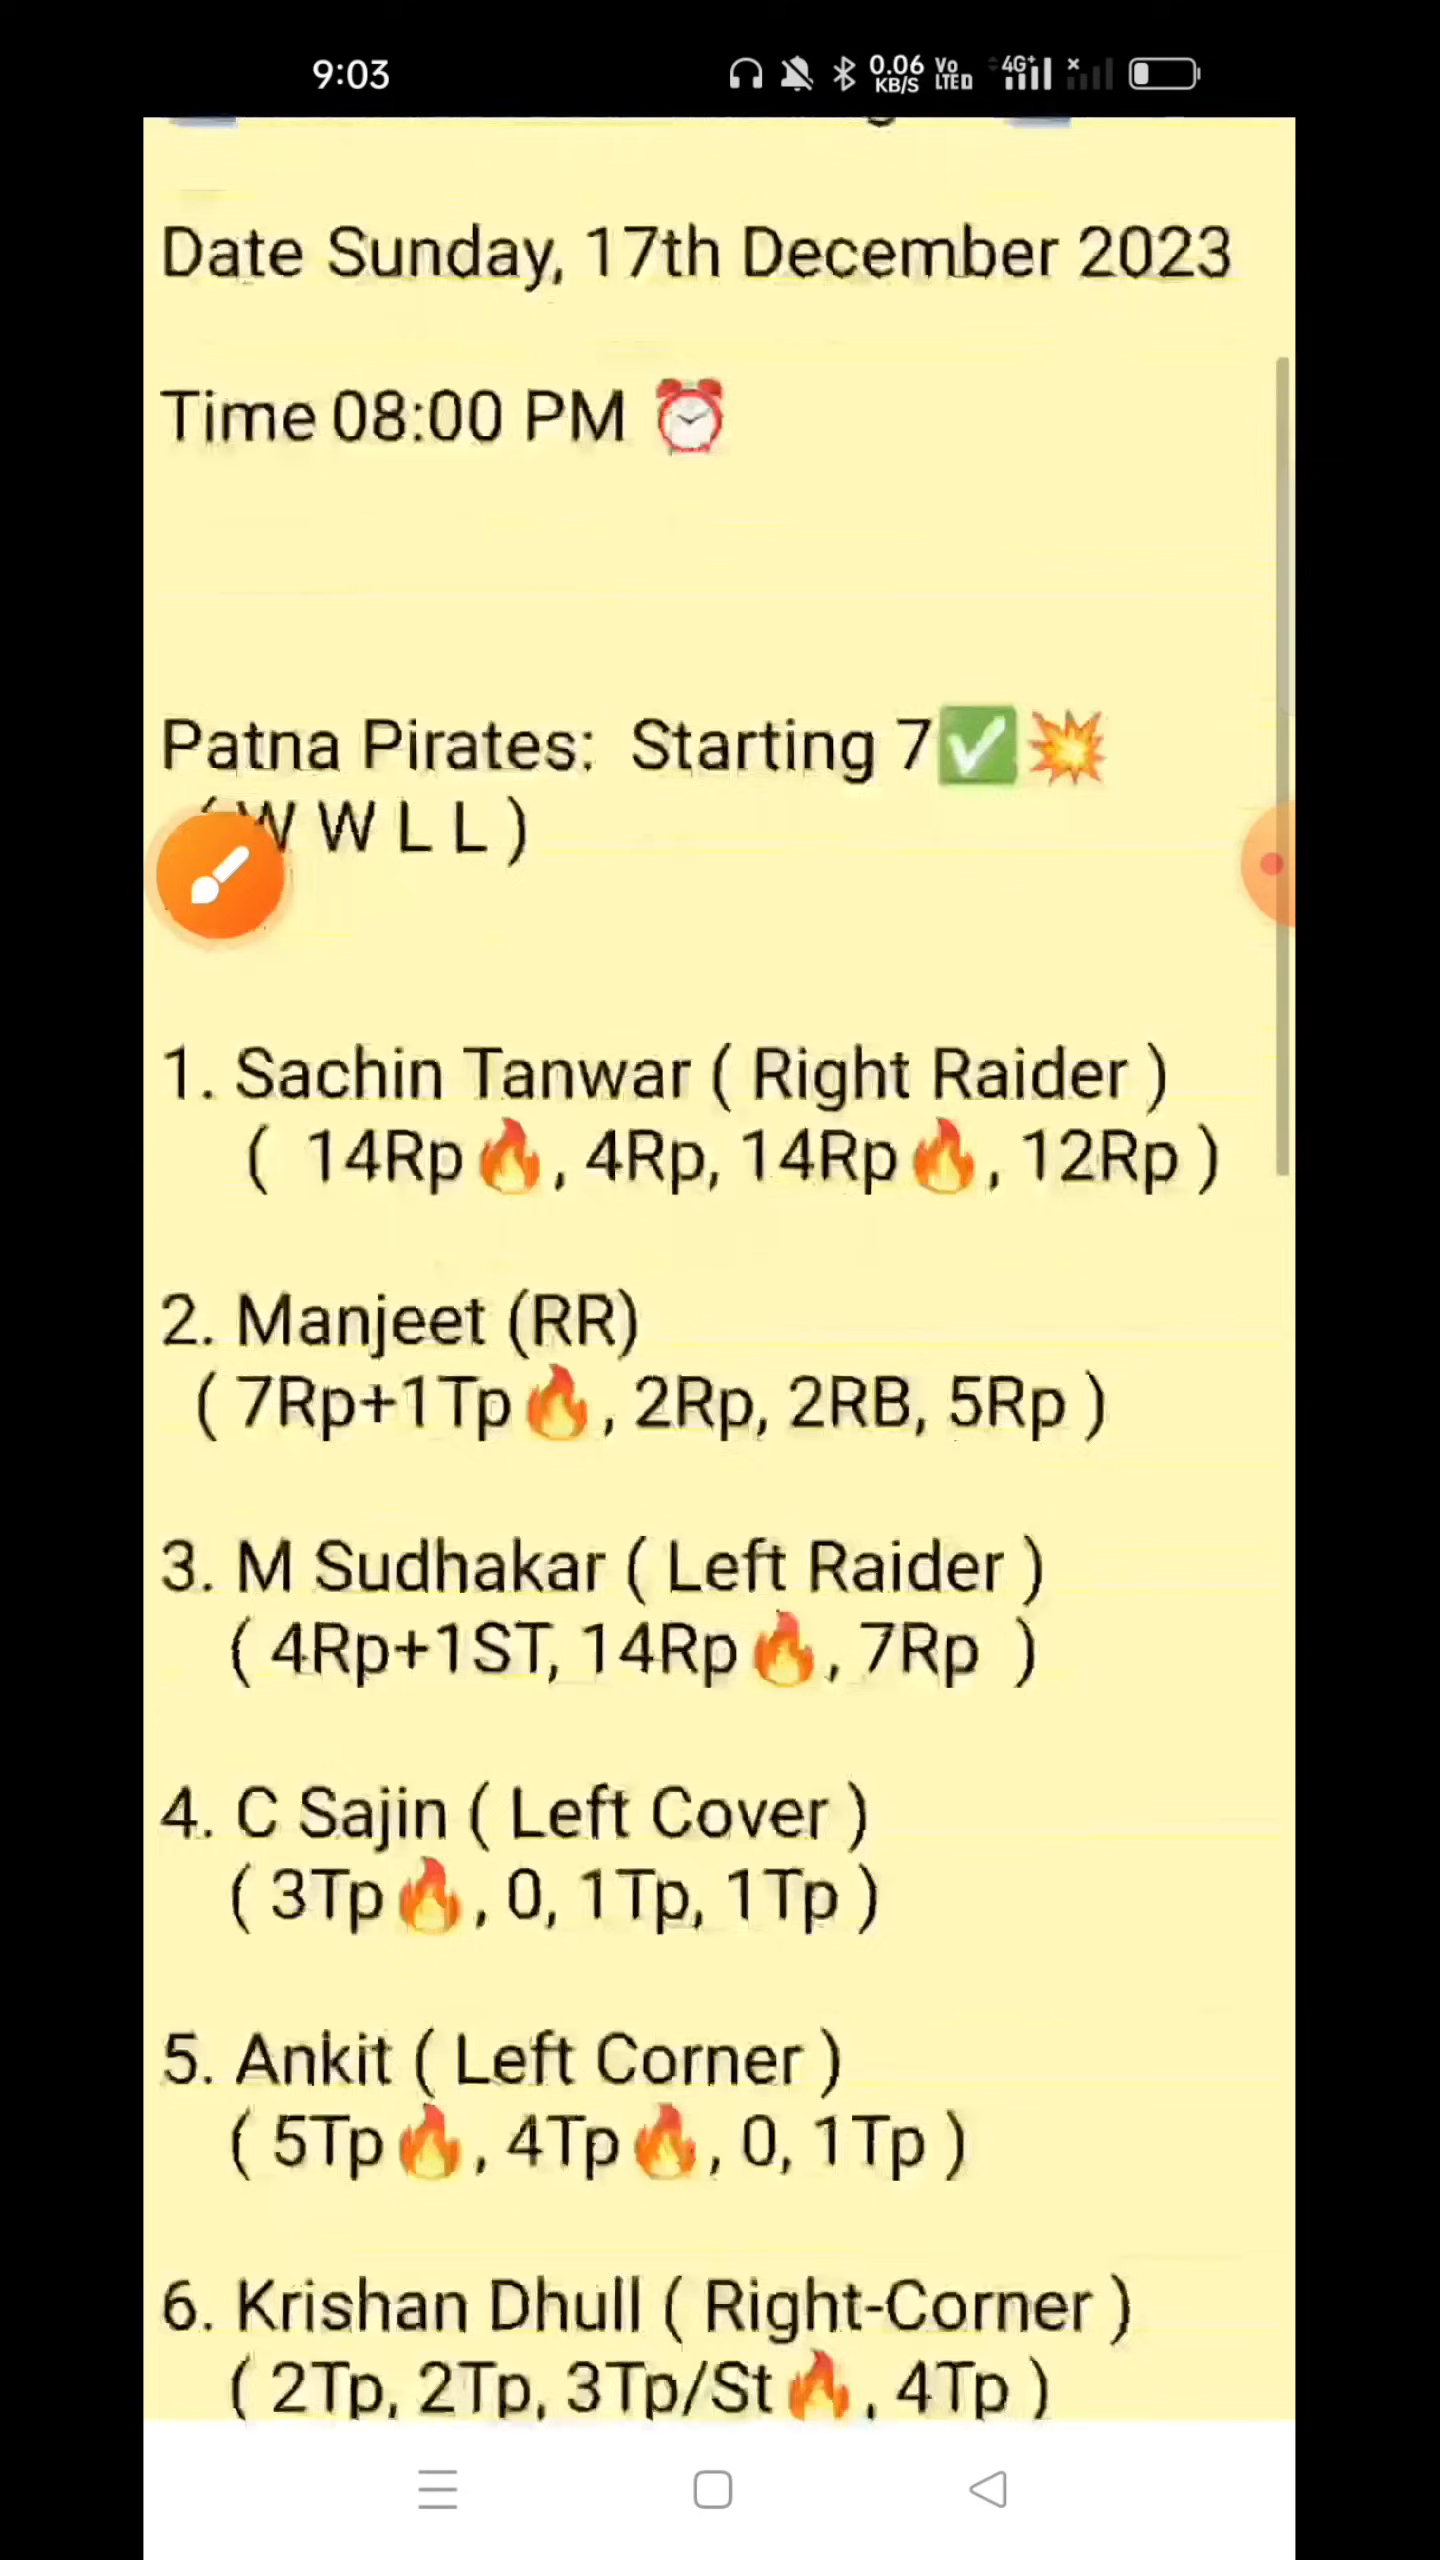 9:03
0.06 KB/S Vo LTE 4G+
Date Sunday, 17th December 2023
Time 08:00 PM ⏰
Patna Pirates:  Starting 7✅💥
( W W L L )
1. Sachin Tanwar ( Right Raider )
(  14Rp🔥, 4Rp, 14Rp🔥, 12Rp )
2. Manjeet (RR)
( 7Rp+1Tp🔥, 2Rp, 2RB, 5Rp )
3. M Sudhakar ( Left Raider )
( 4Rp+1ST, 14Rp🔥, 7Rp  )
4. C Sajin ( Left Cover )
( 3Tp🔥, 0, 1Tp, 1Tp )
5. Ankit ( Left Corner )
( 5Tp🔥, 4Tp🔥, 0, 1Tp )
6. Krishan Dhull ( Right-Corner )
( 2Tp, 2Tp, 3Tp/St🔥, 4Tp )